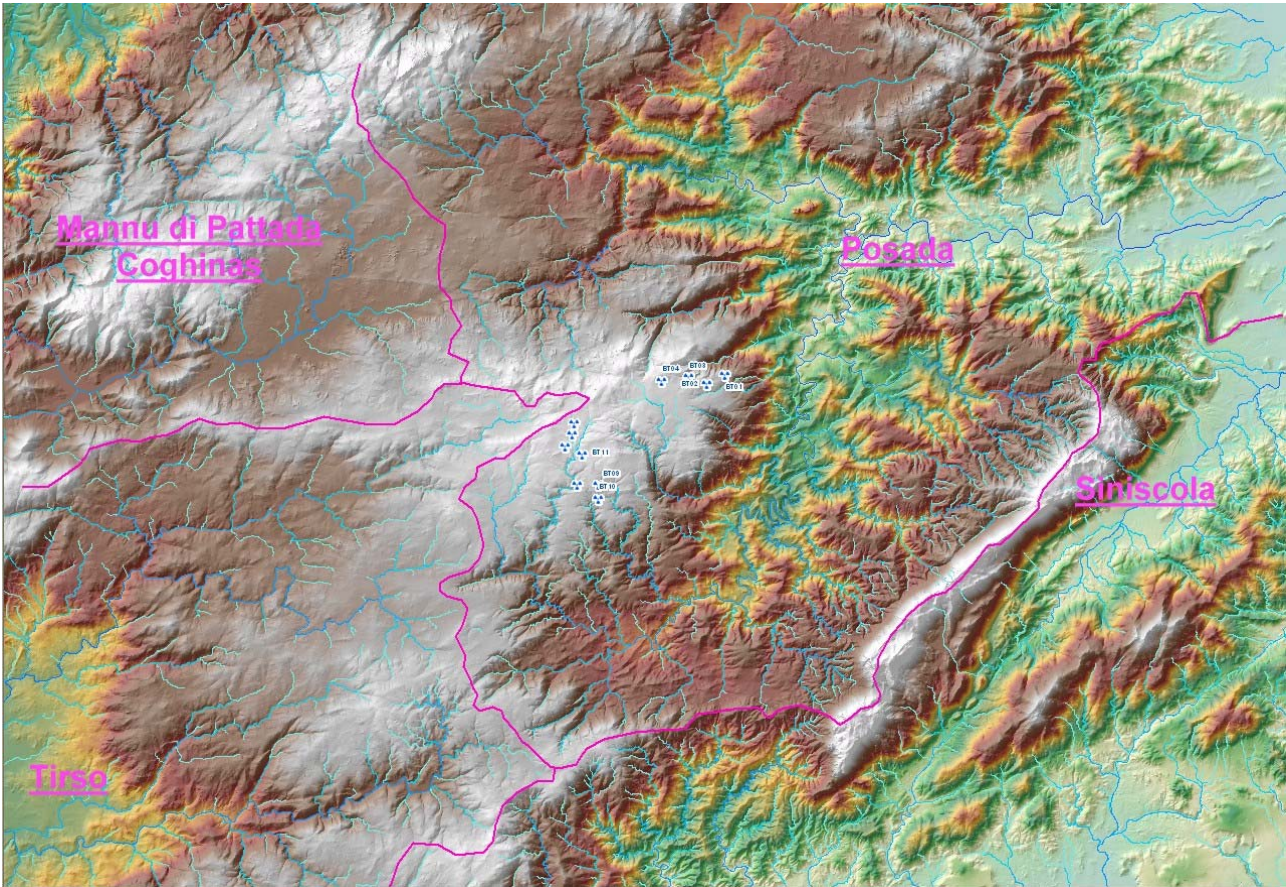 Mannu di Pattada
Coghinas
Posada
BT04
BT03
BT02
BT01
BT11
BT09
BT10
Siniscola
Tirso